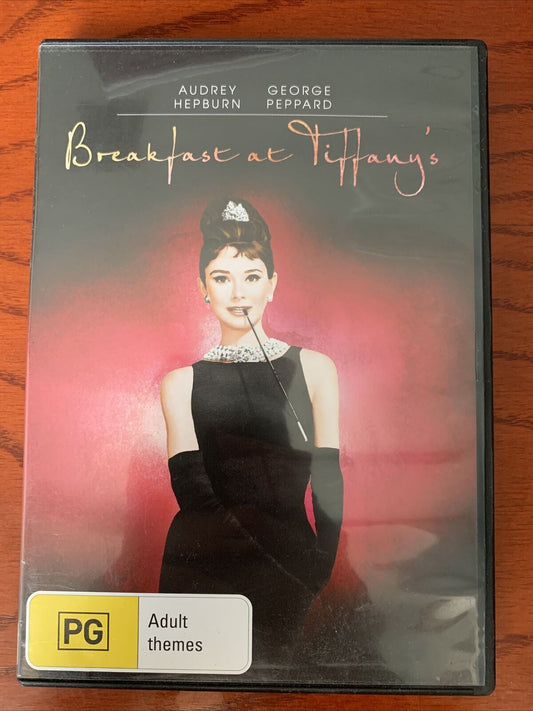 AUDREY GEORGE
HEPBURN PEPPARD
Breakfast at Tiffany's
PG
Adult
themes